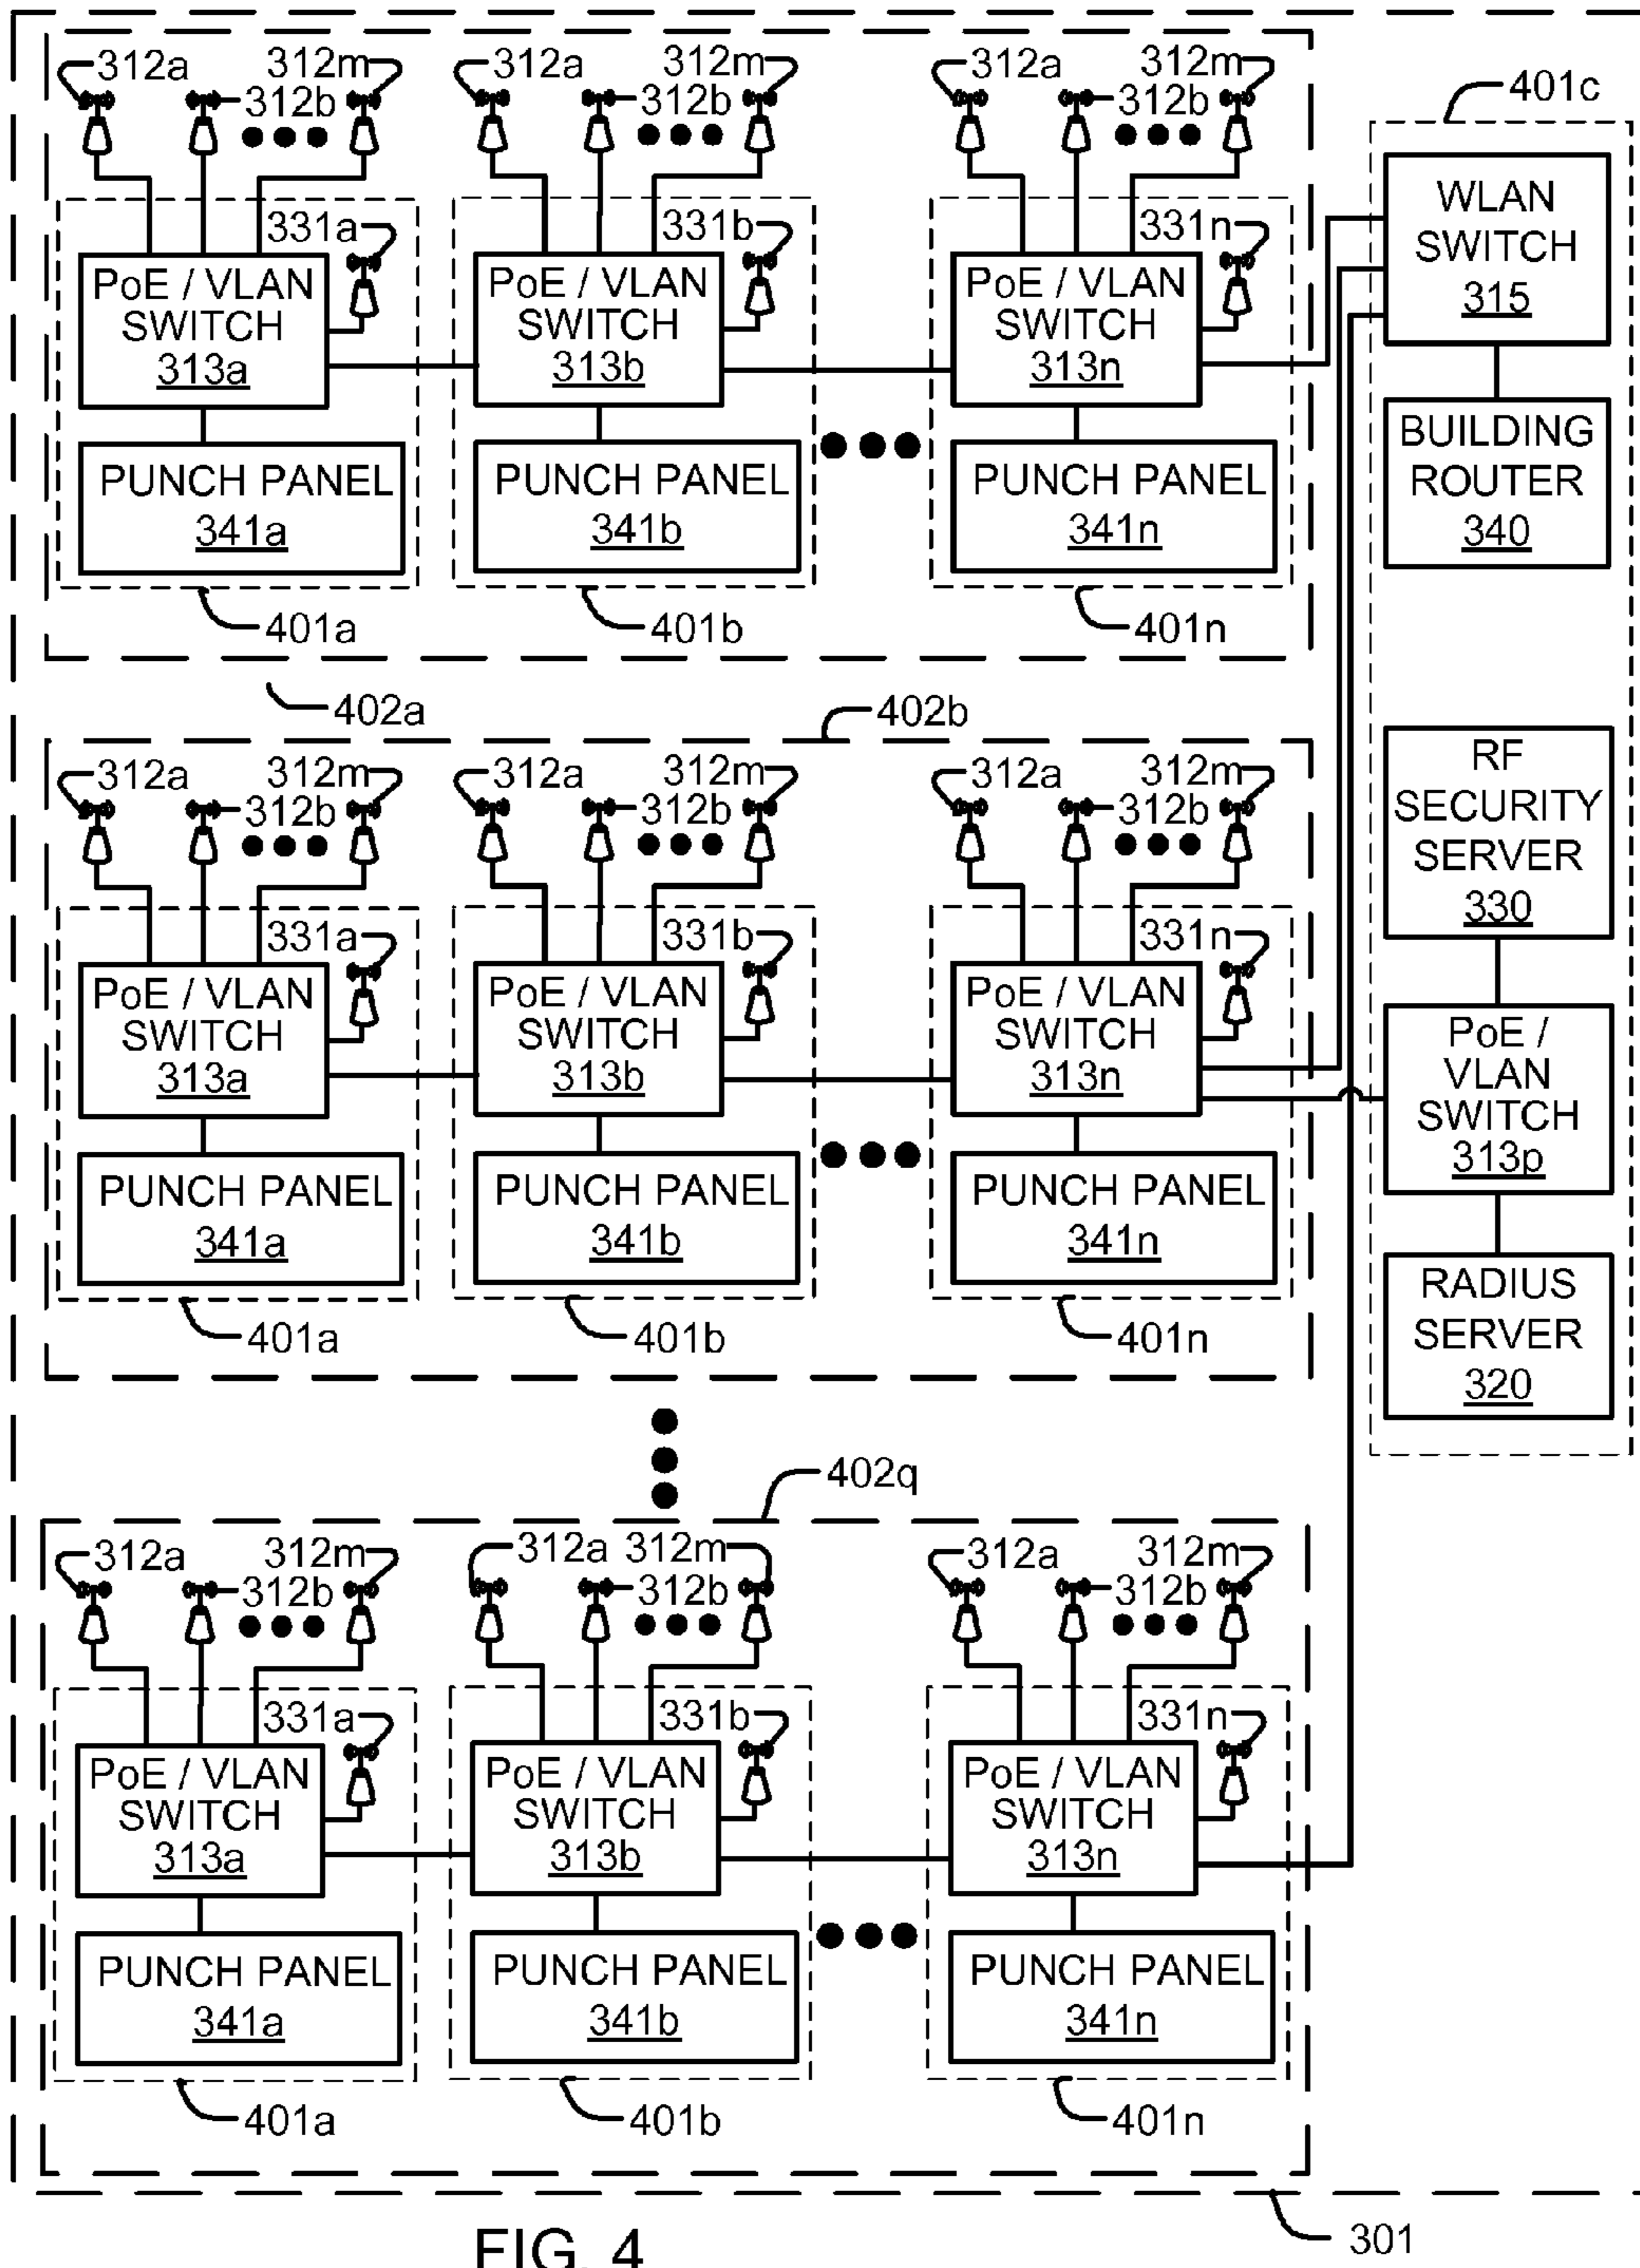 312a 312m 312a 312m 312a 312m
312b 312b 312b
401c
331a 331b 331n
WLAN
SWITCH
315
PoE / VLAN
SWITCH
313a
PoE / VLAN
SWITCH
313b
PoE / VLAN
SWITCH
313n
BUILDING
ROUTER
340
PUNCH PANEL
341a
PUNCH PANEL
341b
PUNCH PANEL
341n
401a 401b 401n
402a 402b
312a 312m 312a 312m 312a 312m
312b 312b 312b
RF
SECURITY
SERVER
330
331a 331b 331n
PoE / VLAN
SWITCH
313a
PoE / VLAN
SWITCH
313b
PoE / VLAN
SWITCH
313n
PoE /
VLAN
SWITCH
313p
PUNCH PANEL
341a
PUNCH PANEL
341b
PUNCH PANEL
341n
RADIUS
SERVER
320
401a 401b 401n
402q
312a 312m 312a 312m 312a 312m
312b 312b 312b
331a 331b 331n
PoE / VLAN
SWITCH
313a
PoE / VLAN
SWITCH
313b
PoE / VLAN
SWITCH
313n
PUNCH PANEL
341a
PUNCH PANEL
341b
PUNCH PANEL
341n
401a 401b 401n
301
FIG. 4